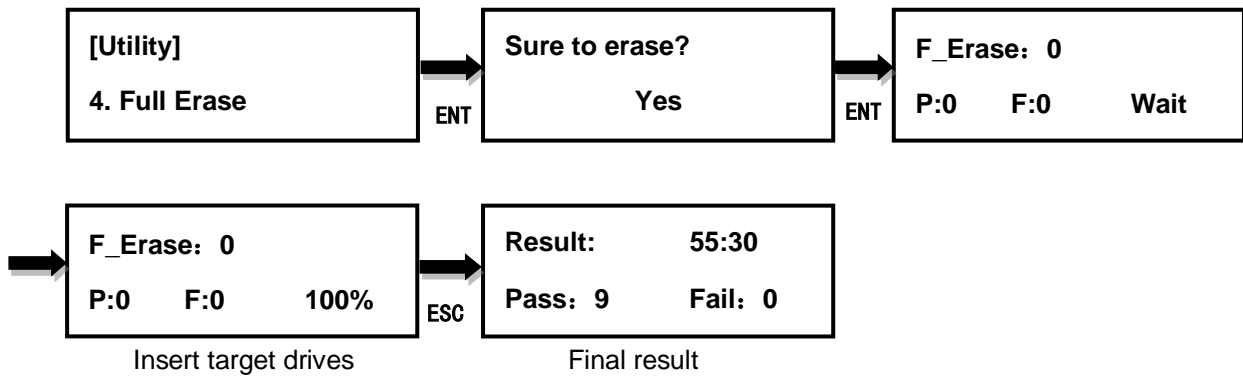 [Utility]
4. Full Erase
ENT
Sure to erase?
Yes
ENT
F_Erase：0
P:0 F:0 Wait
F_Erase：0
P:0 F:0 100%
Insert target drives
ESC
Result: 55:30
Pass：9 Fail：0
Final result